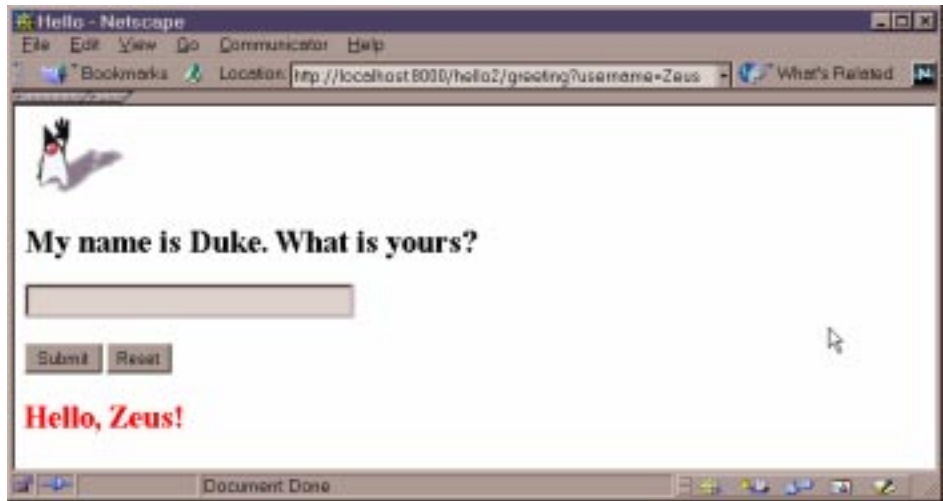 Hello - Netscape
File Edit View Go Communicator Help
Bookmarks Location: http://localhost:8000/hello2/greeting?username=Zeus What's Related N
My name is Duke. What is yours?
Submit Reset
Hello, Zeus!
Document Done